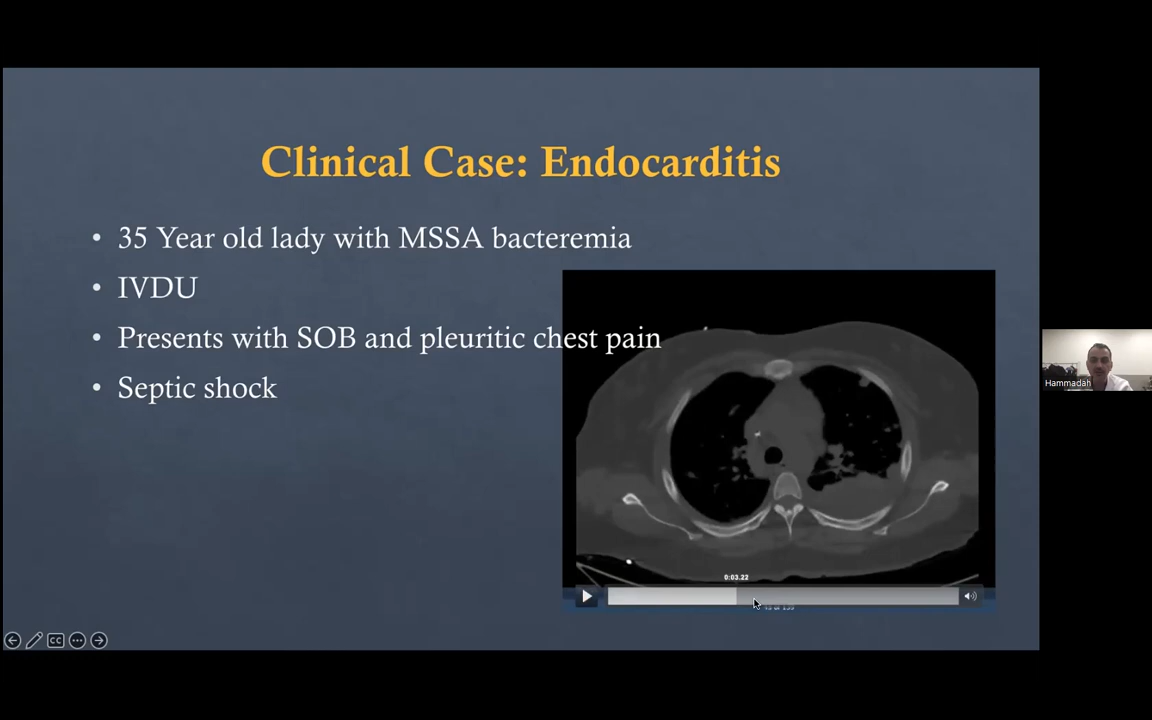 Clinical Case: Endocarditis
• 35 Year old lady with MSSA bacteremia
• IVDU
• Presents with SOB and pleuritic chest pain
• Septic shock
Hammadah
0:03.22
CC